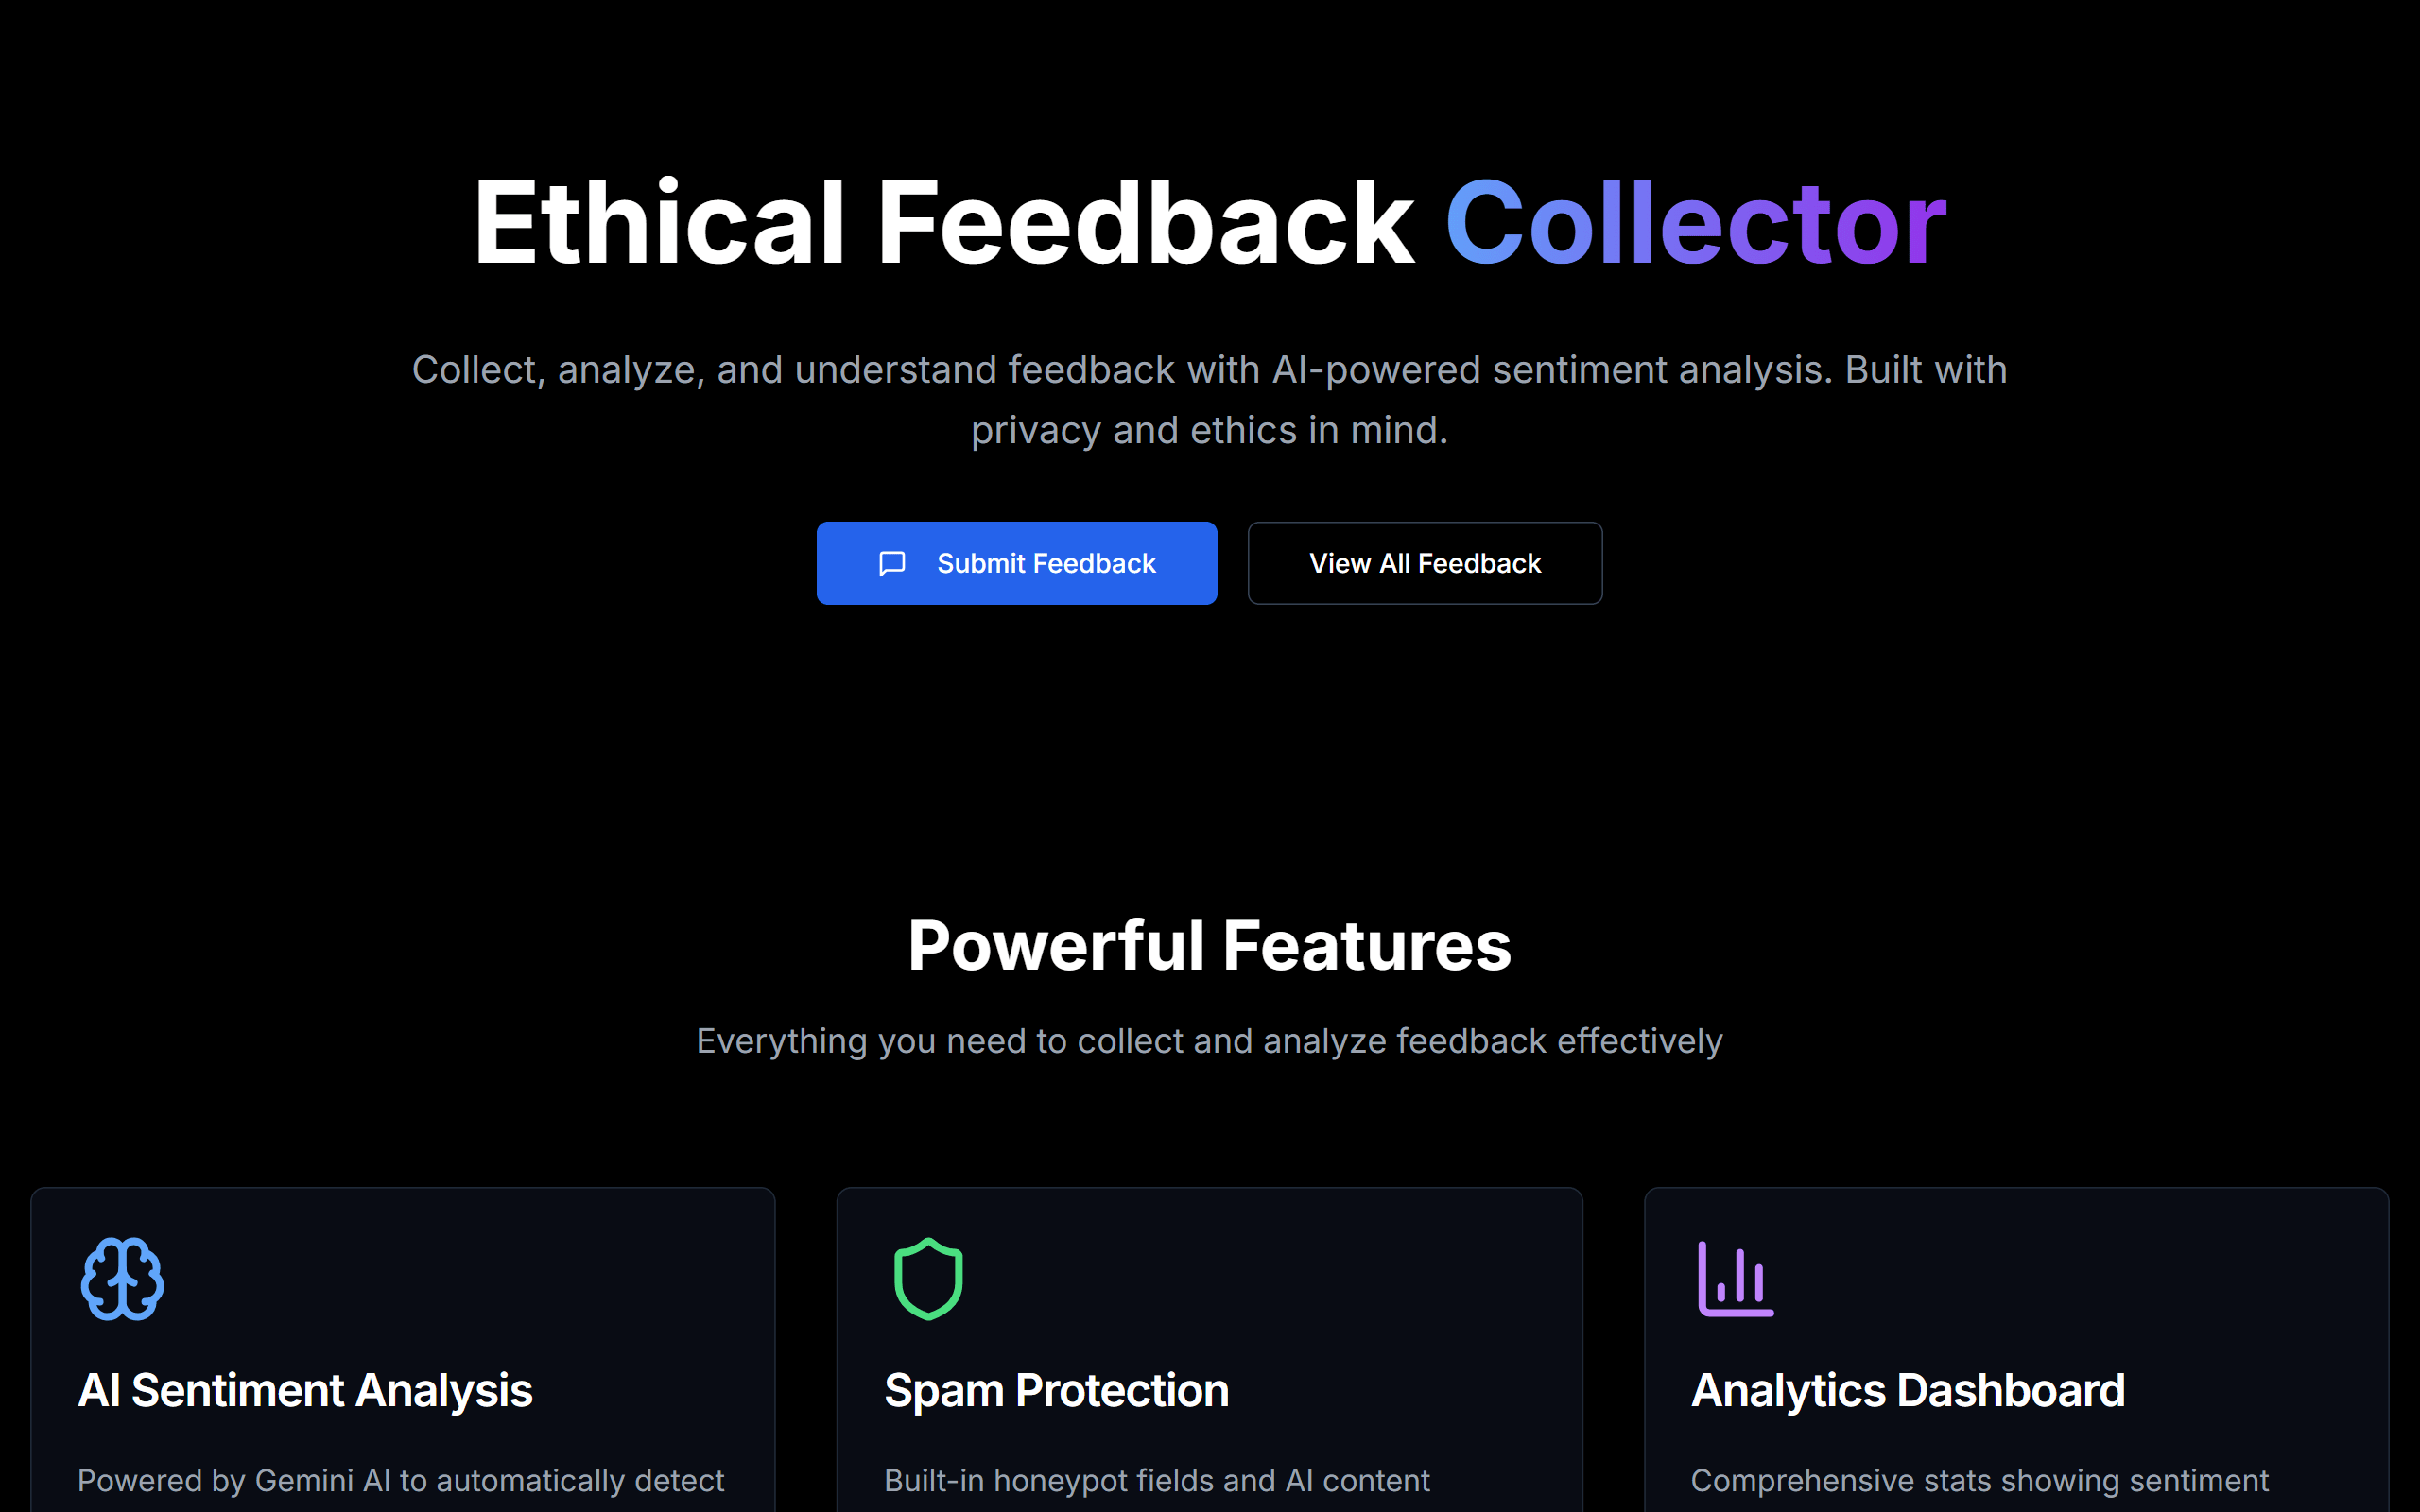 Ethical Feedback Collector
Collect, analyze, and understand feedback with AI-powered sentiment analysis. Built with
privacy and ethics in mind.
Submit Feedback
View All Feedback
Powerful Features
Everything you need to collect and analyze feedback effectively
AI Sentiment Analysis
Powered by Gemini AI to automatically detect
Spam Protection
Built-in honeypot fields and AI content
Analytics Dashboard
Comprehensive stats showing sentiment